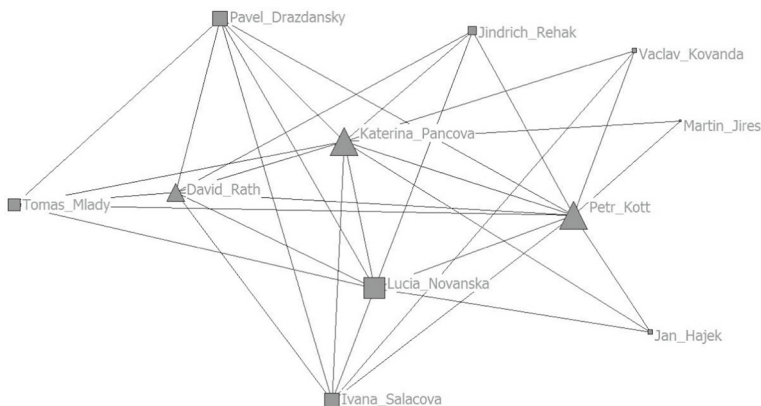 Pavel_Drazdansky
Jindrich_Rehak
Vaclav_Kovanda
Martin_Jires
Katerina_Pancova
David_Rath
Tomas_Mlady
Petr_Kott
Lucia_Novanska
Jan_Hajek
Ivana_Salacova